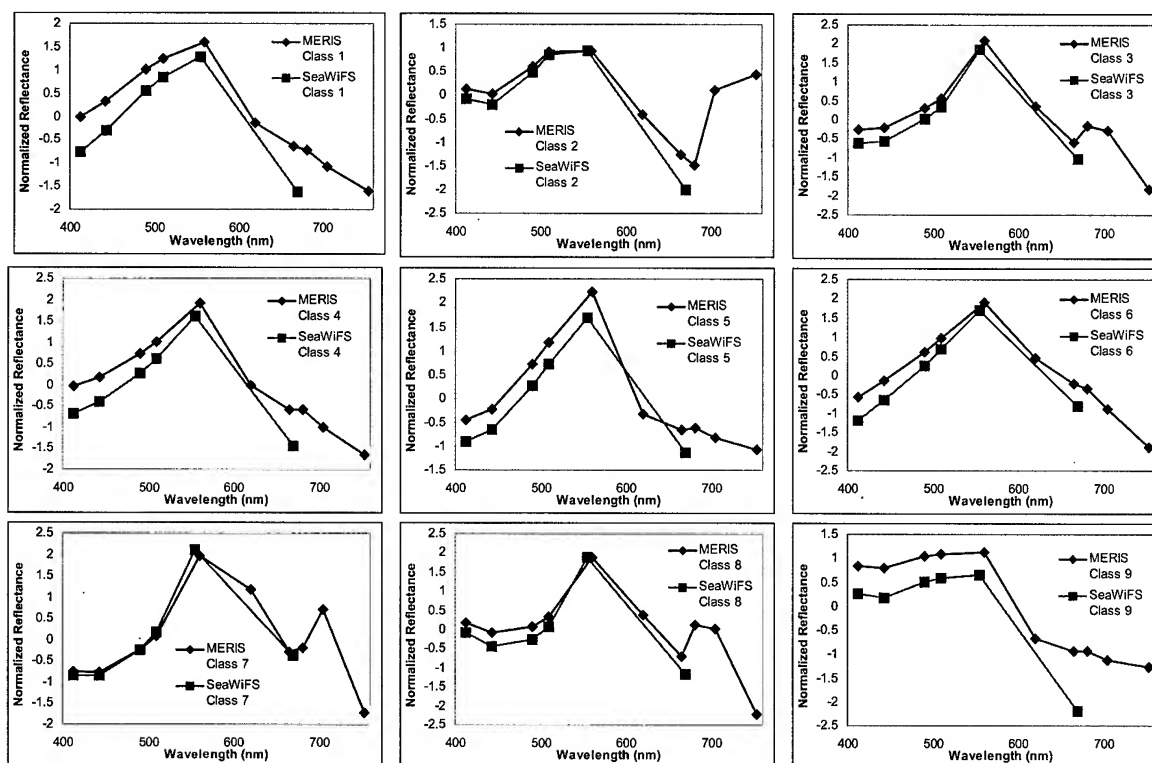 Normalized Reflectance
2
1.5
1
0.5
0
-0.5
-1
-1.5
-2
MERIS
Class 1
SeaWiFS
Class 1
400 500 600 700
Wavelength (nm)
Normalized Reflectance
1.5
1
0.5
0
-0.5
-1
-1.5
-2
-2.5
MERIS
Class 2
SeaWiFS
Class 2
400 500 600 700
Wavelength (nm)
Normalized Reflectance
2.5
2
1.5
1
0.5
0
-0.5
-1
-1.5
-2
-2.5
MERIS
Class 3
SeaWiFS
Class 3
400 500 600 700
Wavelength (nm)
Normalized Reflectance
2.5
2
1.5
1
0.5
0
-0.5
-1
-1.5
-2
MERIS
Class 4
SeaWiFS
Class 4
400 500 600 700
Wavelength (nm)
Normalized Reflectance
2.5
2
1.5
1
0.5
0
-0.5
-1
-1.5
MERIS
Class 5
SeaWiFS
Class 5
400 500 600 700
Wavelength (nm)
Normalized Reflectance
2.5
2
1.5
1
0.5
0
-0.5
-1
-1.5
-2
-2.5
MERIS
Class 6
SeaWiFS
Class 6
400 500 600 700
Wavelength (nm)
Normalized Reflectance
2.5
2
1.5
1
0.5
0
-0.5
-1
-1.5
-2
MERIS
Class 7
SeaWiFS
Class 7
400 500 600 700
Wavelength (nm)
Normalized Reflectance
2.5
2
1.5
1
0.5
0
-0.5
-1
-1.5
-2
-2.5
MERIS
Class 8
SeaWiFS
Class 8
400 500 600 700
Wavelength (nm)
Normalized Reflectance
1.5
1
0.5
0
-0.5
-1
-1.5
-2
-2.5
MERIS
Class 9
SeaWiFS
Class 9
400 500 600 700
Wavelength (nm)